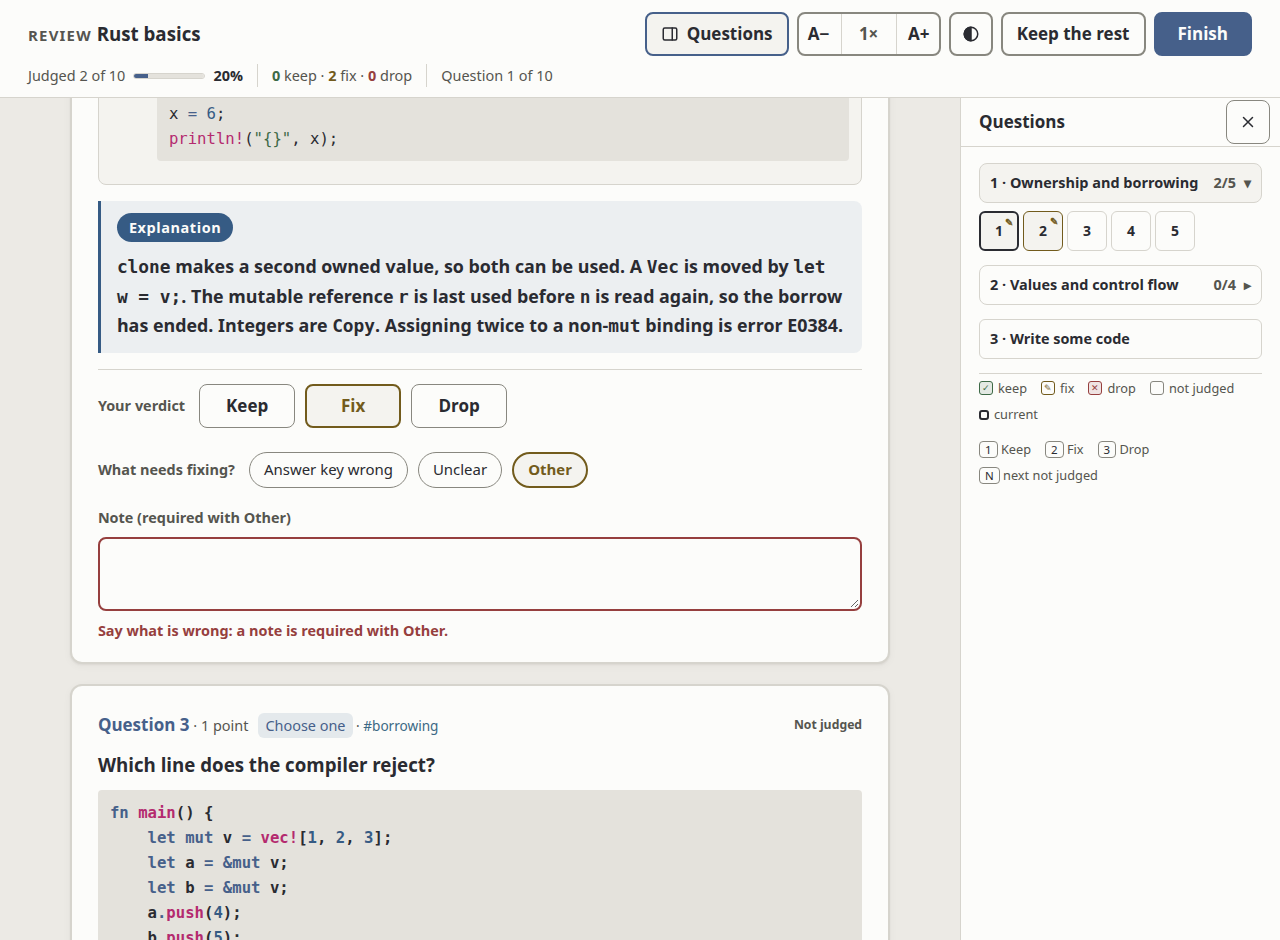 REVIEW Rust basics
Questions
A− 1× A+
Keep the rest
Finish
Judged 2 of 10 20% 0 keep · 2 fix · 0 drop Question 1 of 10
x = 6;
println!("{}", x);
Explanation
clone makes a second owned value, so both can be used. A Vec is moved by let
w = v;. The mutable reference r is last used before n is read again, so the borrow
has ended. Integers are Copy. Assigning twice to a non-mut binding is error E0384.
Your verdict Keep Fix Drop
What needs fixing? Answer key wrong Unclear Other
Note (required with Other)
Say what is wrong: a note is required with Other.
Question 3 · 1 point Choose one · #borrowing Not judged
Which line does the compiler reject?
fn main() {
let mut v = vec![1, 2, 3];
let a = &mut v;
let b = &mut v;
a.push(4);
b.push(5);
Questions
1 · Ownership and borrowing 2/5 ▾
1 ✎ 2 ✎ 3 4 5
2 · Values and control flow 0/4 ▸
3 · Write some code
✓ keep ✎ fix ✕ drop not judged
current
1 Keep 2 Fix 3 Drop
N next not judged